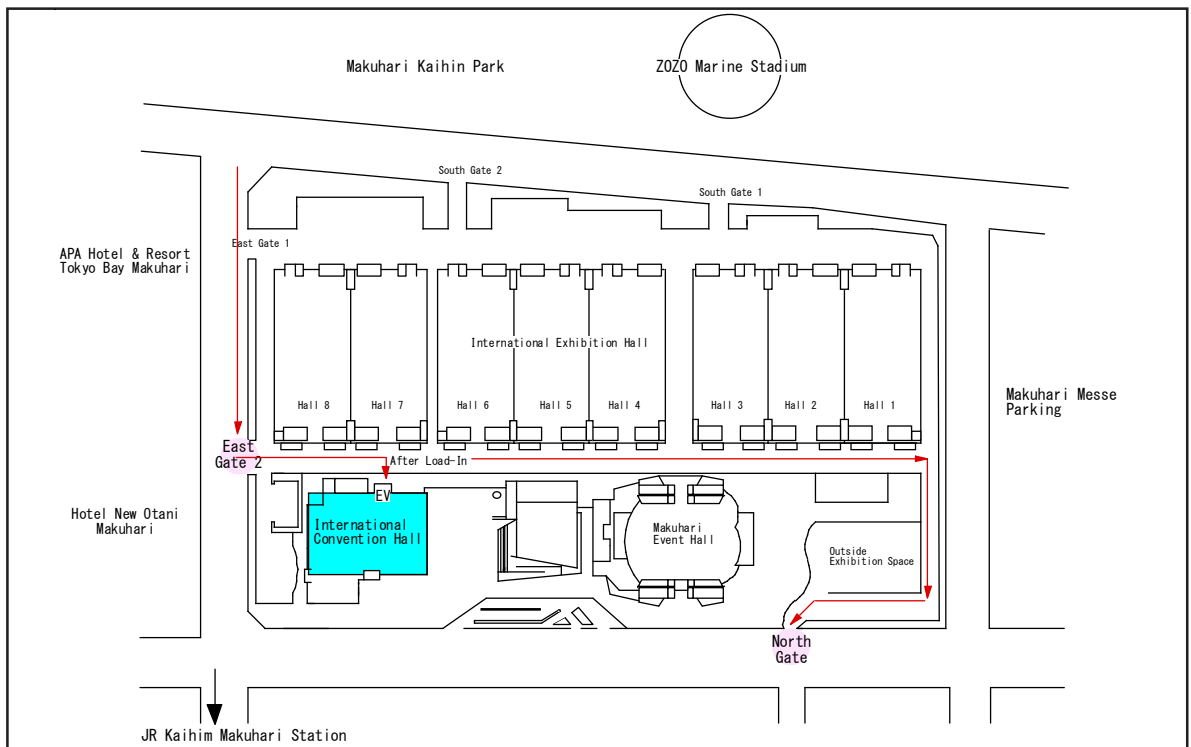 Makuhari Kaihin Park
ZOZO Marine Stadium
South Gate 2
South Gate 1
East Gate 1
APA Hotel & Resort
Tokyo Bay Makuhari
International Exhibition Hall
Hall 8
Hall 7
Hall 6
Hall 5
Hall 4
Hall 3
Hall 2
Hall 1
Makuhari Messe
Parking
East
Gate 2
After Load-In
EV
Hotel New Otani
Makuhari
International
Convention Hall
Makuhari
Event Hall
Outside
Exhibition Space
North
Gate
JR Kaihim Makuhari Station